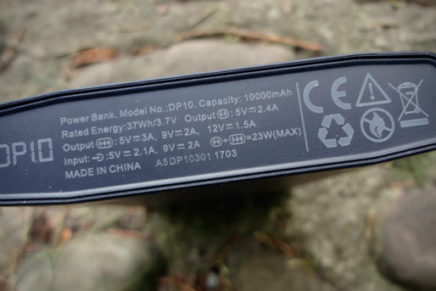 DP10
Power Bank. Model No.:DP10, Capacity: 10000mAh
Rated Energy:37Wh/3.7V Output :5V=2.4A
Output :5V=3A, 9V=2A, 12V=1.5A
Input: :5V=2.1A, 9V=2A + =23W(MAX)
MADE IN CHINA A5DP10301 1703
CE